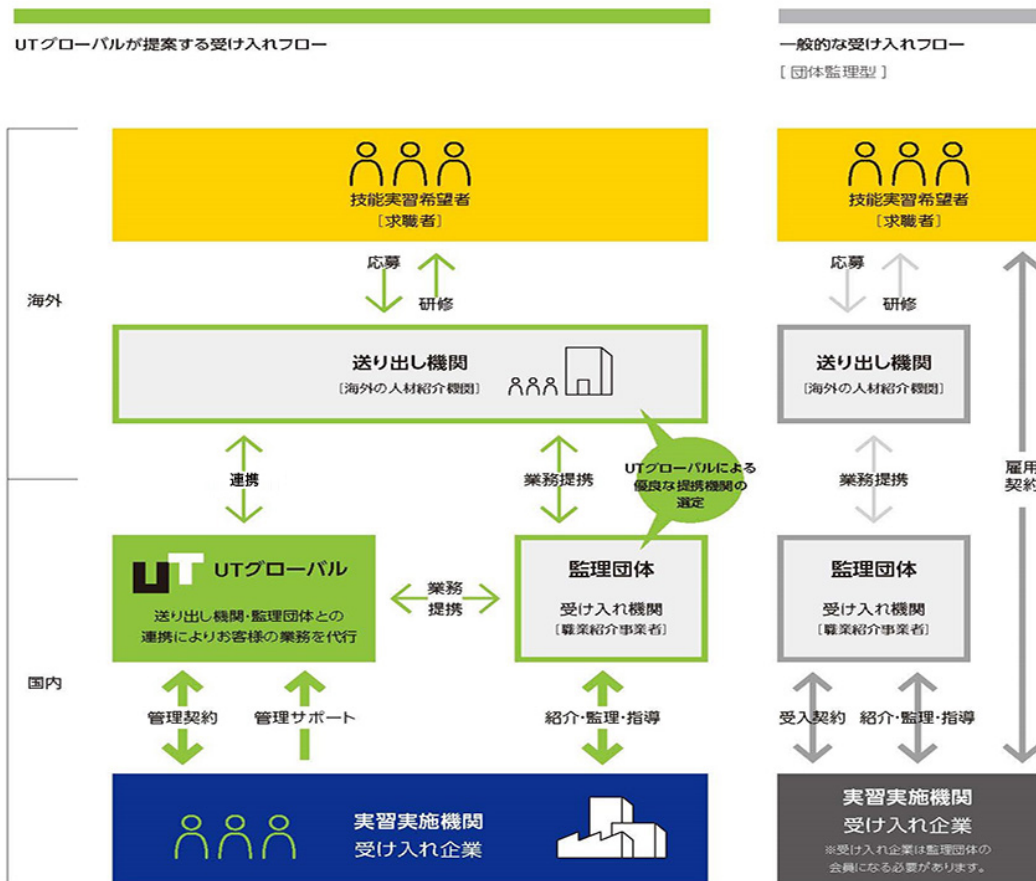 UTグローバルが提案する受け入れフロー
一般的な受け入れフロー
[ 団体監理型 ]
海外
国内
技能実習希望者
[求職者]
応募
研修
送り出し機関
[海外の人材紹介機関]
連携
業務提携
UTグローバルによる
優良な提携機関の
選定
UT UTグローバル
送り出し機関・監理団体との
連携によりお客様の業務を代行
業務
提携
監理団体
受け入れ機関
[職業紹介事業者]
管理契約
管理サポート
紹介・監理・指導
実習実施機関
受け入れ企業
技能実習希望者
[求職者]
応募
研修
送り出し機関
[海外の人材紹介機関]
業務提携
雇用
契約
監理団体
受け入れ機関
[職業紹介事業者]
受入契約
紹介・監理・指導
実習実施機関
受け入れ企業
※受け入れ企業は監理団体の
会員になる必要があります。